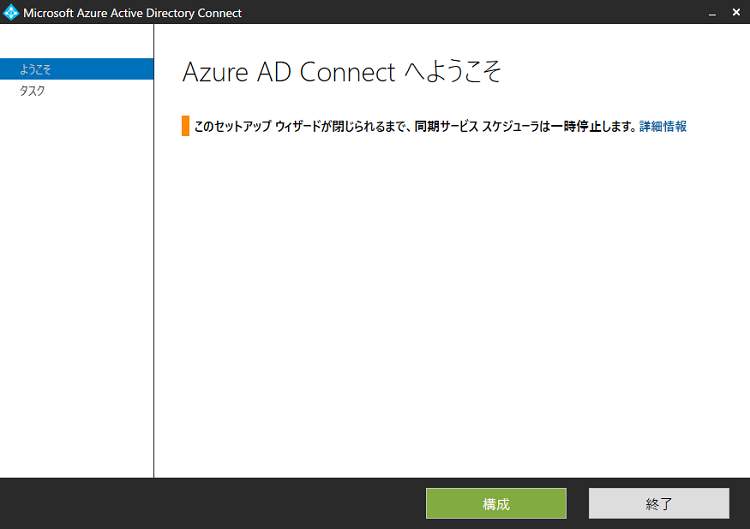 Microsoft Azure Active Directory Connect
ようこそ
タスク
Azure AD Connect へようこそ
このセットアップ ウィザードが閉じられるまで、同期サービス スケジューラは一時停止します。詳細情報
構成
終了